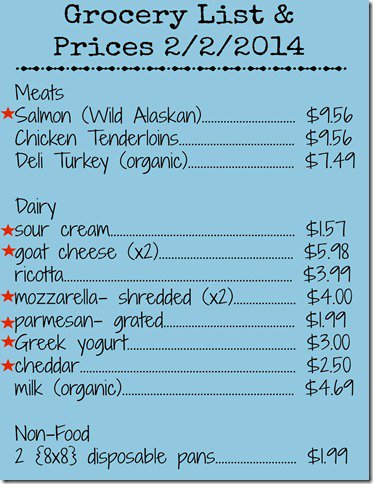 Grocery List &
Prices 2/2/2014
Meats
Salmon (Wild Alaskan)........................... $9.56
Chicken Tenderloins................................. $9.56
Deli Turkey (organic).............................. $7.49
Dairy
sour cream.................................................... $1.57
goat cheese (x2)...................................... $5.98
ricotta................................................................ $3.99
mozzarella- shredded (x2)................. $4.00
parmesan- grated..................................... $1.99
Greek yogurt............................................... $3.00
cheddar........................................................... $2.50
milk (organic)................................................ $4.69
Non-Food
2 {8x8} disposable pans....................... $1.99